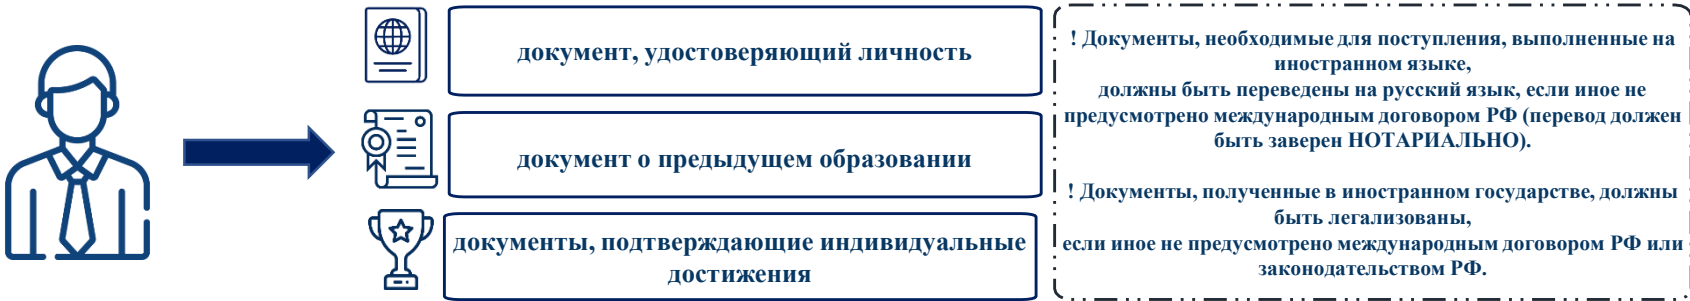 документ, удостоверяющий личность
документ о предыдущем образовании
документы, подтверждающие индивидуальные
достижения
! Документы, необходимые для поступления, выполненные на
иностранном языке,
должны быть переведены на русский язык, если иное не
предусмотрено международным договором РФ (перевод должен
быть заверен НОТАРИАЛЬНО).
! Документы, полученные в иностранном государстве, должны
быть легализованы,
если иное не предусмотрено международным договором РФ или
законодательством РФ.